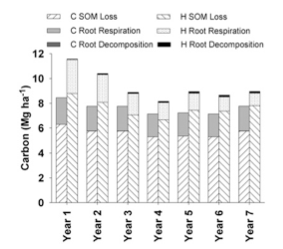 C SOM Loss H SOM Loss
C Root Respiration H Root Respiration
C Root Decomposition H Root Decomposition
12
10
8
6
4
2
0
Carbon (Mg ha-1)
Year 1 Year 2 Year 3 Year 4 Year 5 Year 6 Year 7